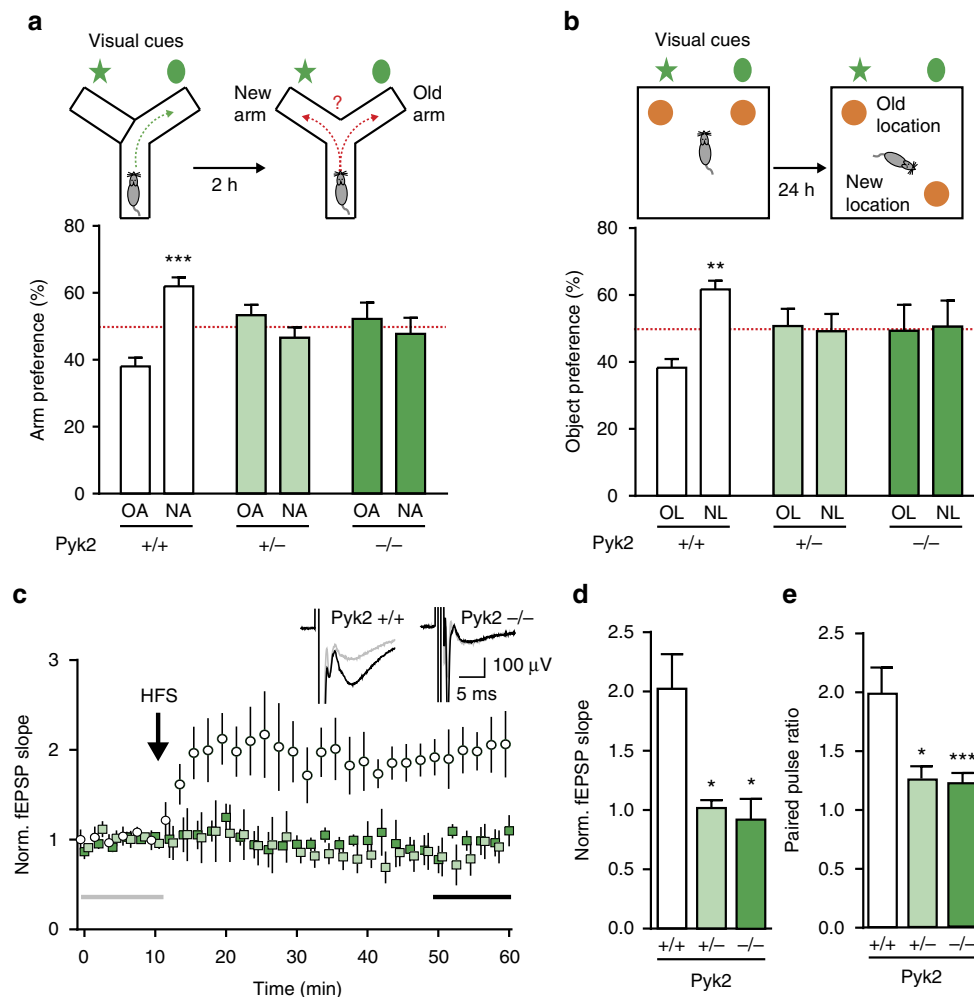 a
Visual cues
New arm
?
Old arm
2 h
Arm preference (%)
80
60
40
20
0
***
OA NA OA NA OA NA
Pyk2 +/+ +/– –/–
b
Visual cues
24 h
Old location
New location
Object preference (%)
80
60
40
20
0
**
OL NL OL NL OL NL
Pyk2 +/+ +/– –/–
c
Pyk2 +/+
Pyk2 –/–
100 µV
5 ms
HFS
Norm. fEPSP slope
3
2
1
0
0 10 20 30 40 50 60
Time (min)
d
Norm. fEPSP slope
2.5
2.0
1.5
1.0
0.5
0.0
* *
+/+ +/– –/–
Pyk2
e
Paired pulse ratio
2.5
2.0
1.5
1.0
0.5
0.0
* ***
+/+ +/– –/–
Pyk2